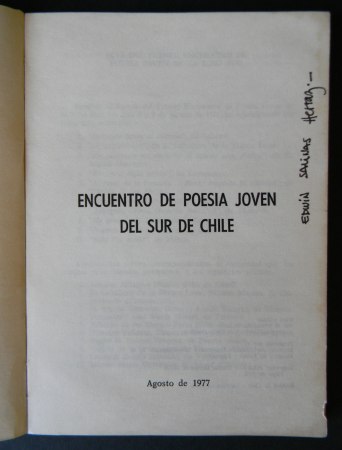 ENCUENTRO DE POESIA JOVEN
DEL SUR DE CHILE
Agosto de 1977
EDWIN SALINAS